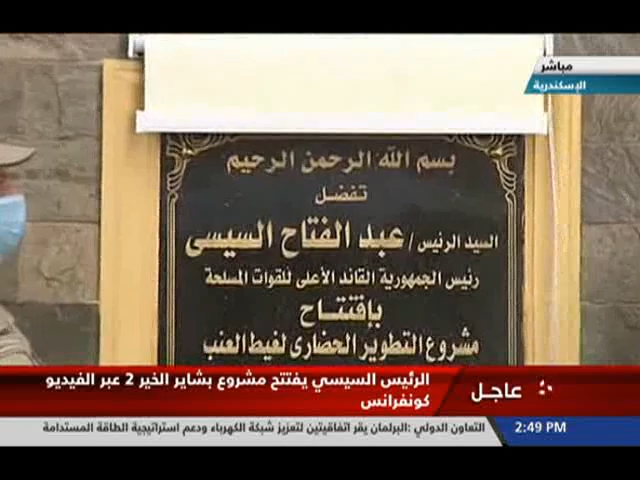 مباشر
الإسكندرية
بسم الله الرحمن الرحيم
تفضل
السيد الرئيس / عبد الفتاح السيسى
رئيس الجمهورية القائد الأعلى للقوات المسلحة
بإفتتاح
مشروع التطوير الحضارى لغيط العنب
عاجل
الرئيس السيسي يفتتح مشروع بشاير الخير 2 عبر الفيديو
كونفرانس
التعاون الدولي :البرلمان يقر اتفاقيتين لتعزيز شبكة الكهرباء ودعم استراتيجية الطاقة المستدامة
2:49 PM